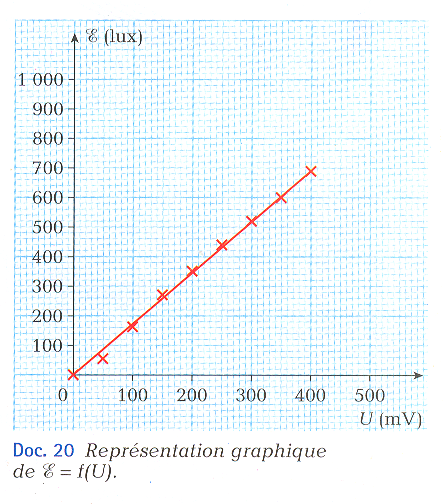 ℰ (lux)
1 000
900
800
700
600
500
400
300
200
100
0 100 200 300 400 500
U (mV)
Doc. 20 Représentation graphique
de ℰ = f(U).